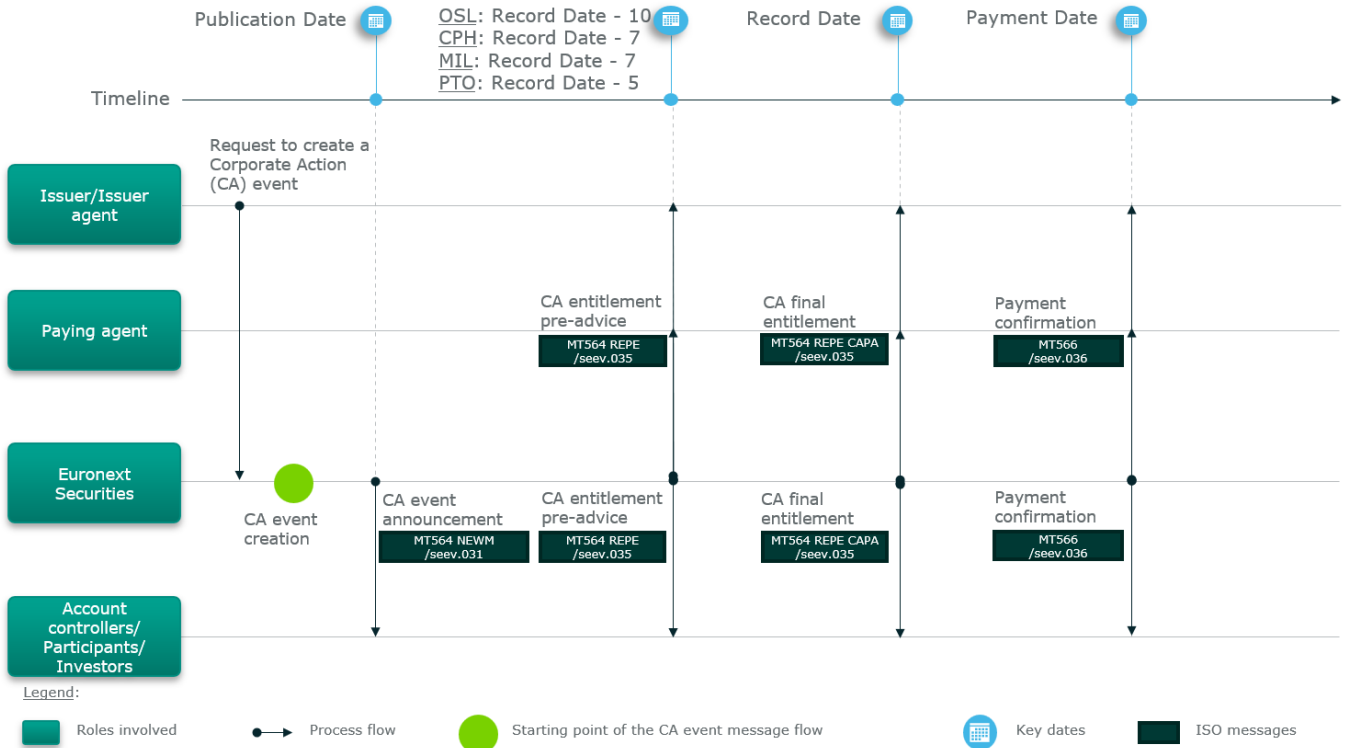 Publication Date
OSL: Record Date - 10
CPH: Record Date - 7
MIL: Record Date - 7
PTO: Record Date - 5
Record Date
Payment Date
Timeline
Request to create a
Corporate Action
(CA) event
Issuer/Issuer
agent
Paying agent
CA entitlement
pre-advice
MT564 REPE
/seev.035
CA final
entitlement
MT564 REPE CAPA
/seev.035
Payment
confirmation
MT566
/seev.036
Euronext
Securities
CA event
creation
CA event
announcement
MT564 NEWM
/seev.031
CA entitlement
pre-advice
MT564 REPE
/seev.035
CA final
entitlement
MT564 REPE CAPA
/seev.035
Payment
confirmation
MT566
/seev.036
Account
controllers/
Participants/
Investors
Legend:
Roles involved
Process flow
Starting point of the CA event message flow
Key dates
ISO messages